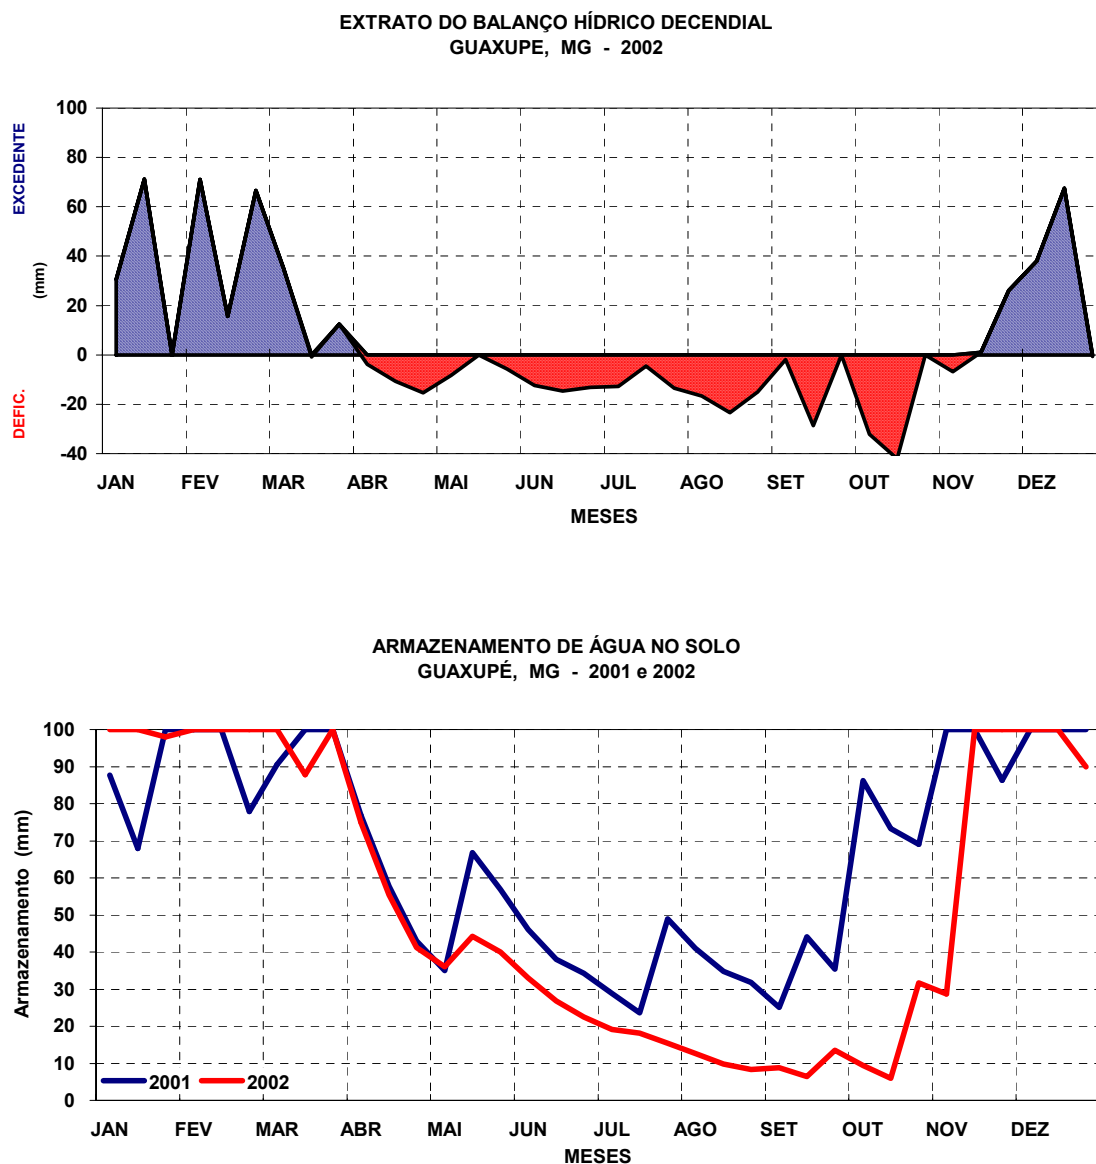 EXTRATO DO BALANÇO HÍDRICO DECENDIAL
GUAXUPE, MG - 2002
EXCEDENTE
(mm)
DEFIC.
100
80
60
40
20
0
-20
-40
JAN FEV MAR ABR MAI JUN JUL AGO SET OUT NOV DEZ
MESES
ARMAZENAMENTO DE ÁGUA NO SOLO
GUAXUPÉ, MG - 2001 e 2002
Armazenamento (mm)
100
90
80
70
60
50
40
30
20
10
0
2001 2002
JAN FEV MAR ABR MAI JUN JUL AGO SET OUT NOV DEZ
MESES